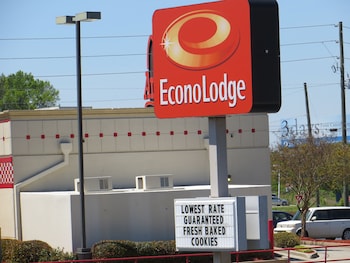 EconoLodge
LOWEST RATE
GUARANTEED
FRESH BAKED
COOKIES